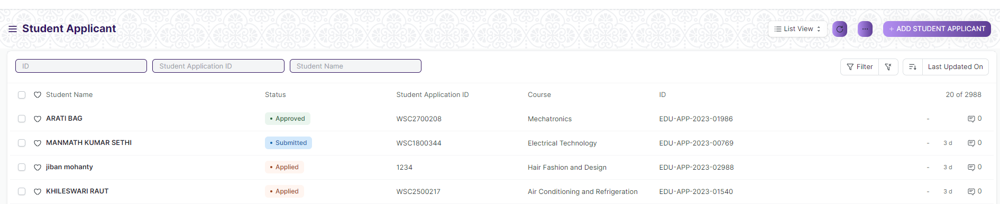 Student Applicant
List View
+ ADD STUDENT APPLICANT
ID Student Application ID Student Name Filter Last Updated On
Student Name Status Student Application ID Course ID 20 of 2988
ARATI BAG Approved WSC2700208 Mechatronics EDU-APP-2023-01986 - 0
MANMATH KUMAR SETHI Submitted WSC1800344 Electrical Technology EDU-APP-2023-00769 - 3 d 0
jiban mohanty Applied 1234 Hair Fashion and Design EDU-APP-2023-02988 - 3 d 0
KHILESWARI RAUT Applied WSC2500217 Air Conditioning and Refrigeration EDU-APP-2023-01540 - 3 d 0